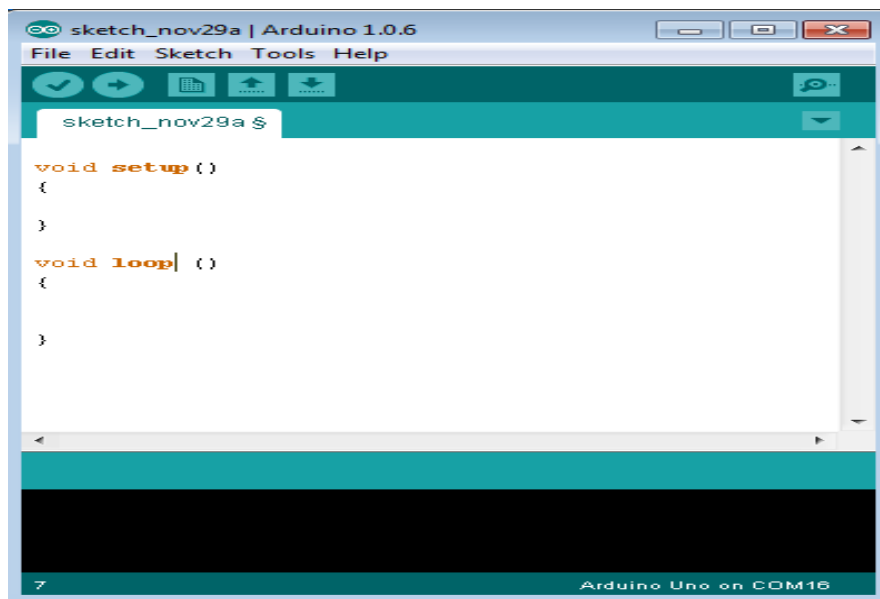 sketch_nov29a | Arduino 1.0.6
File Edit Sketch Tools Help
sketch_nov29a §
void setup()
{
}
void loop ()
{
}
7 Arduino Uno on COM16